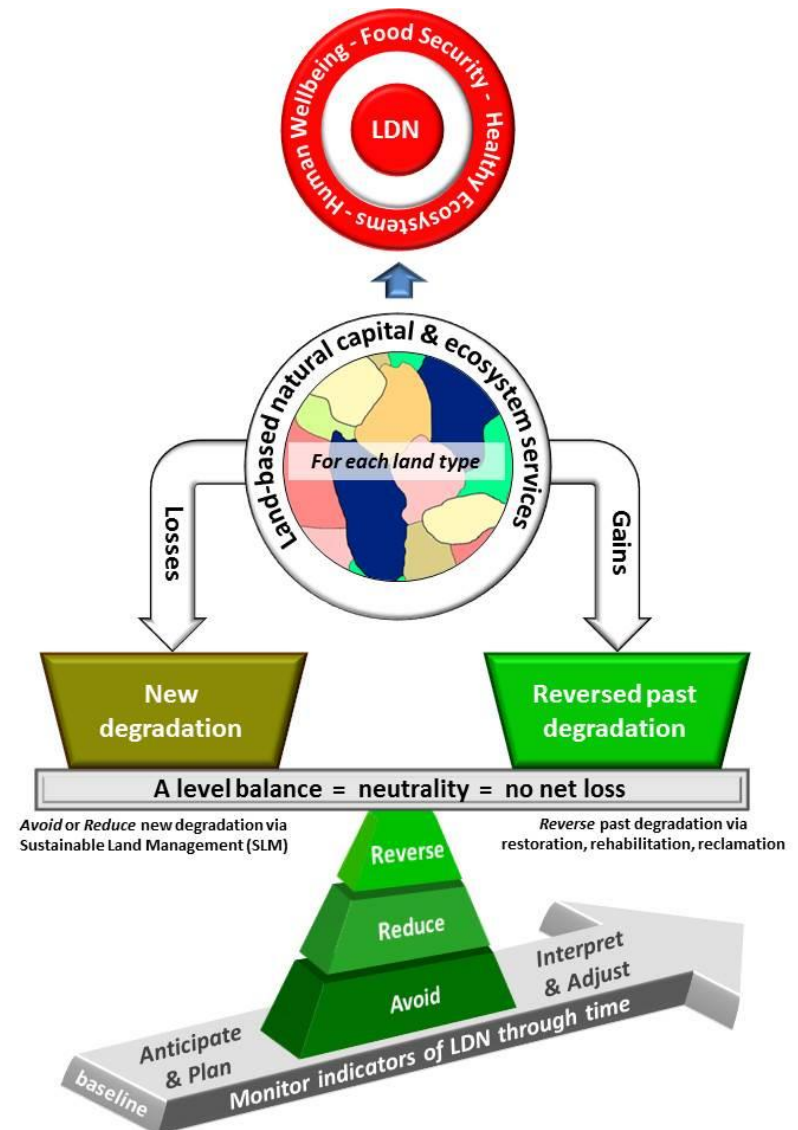 Human Wellbeing - Food Security - Healthy Ecosystems -
LDN
Land-based natural capital & ecosystem services
For each land type
Losses
Gains
New
degradation
Reversed past
degradation
A level balance = neutrality = no net loss
Avoid or Reduce new degradation via
Sustainable Land Management (SLM)
Reverse past degradation via
restoration, rehabilitation, reclamation
Reverse
Reduce
Avoid
Interpret
& Adjust
Anticipate
& Plan
Monitor indicators of LDN through time
baseline